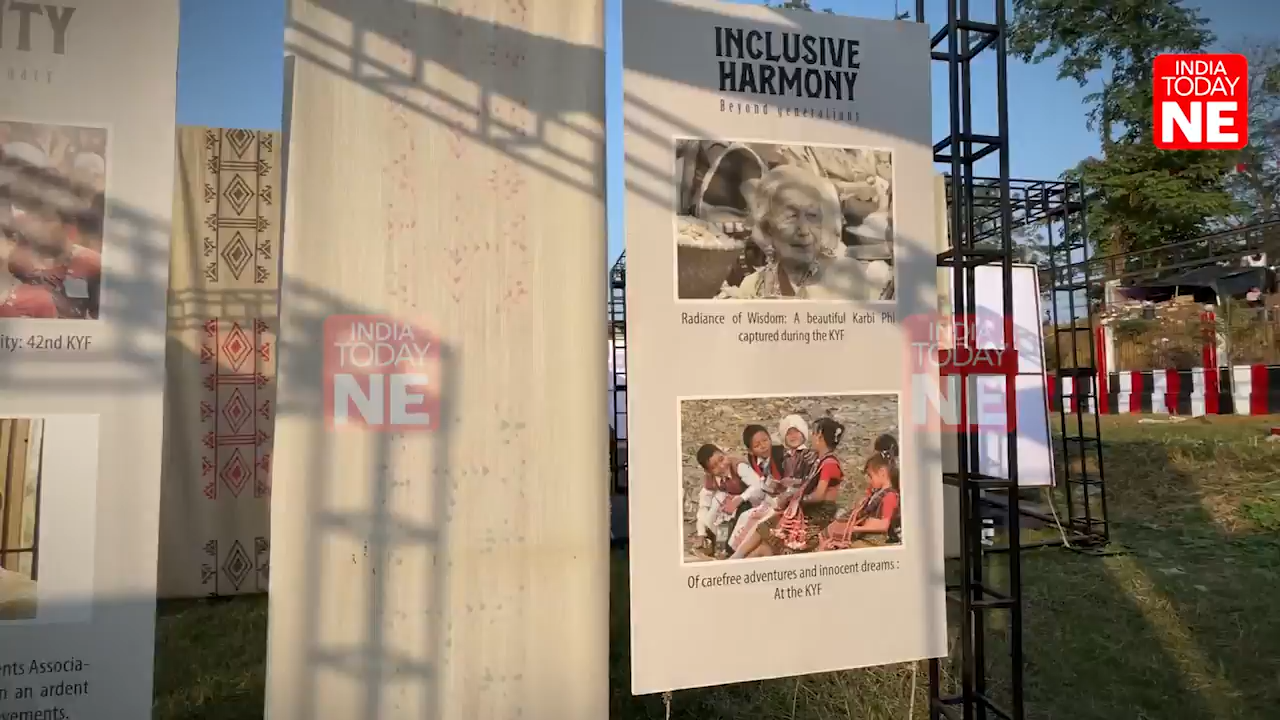 ITY
ity: 42nd KYF
nts Associa-
n an ardent
vements.
INCLUSIVE
HARMONY
Beyond generations
Radiance of Wisdom: A beautiful Karbi Phi
captured during the KYF
Of carefree adventures and innocent dreams :
At the KYF
INDIA
TODAY
NE
INDIA
TODAY
NE
INDIA
TODAY
NE